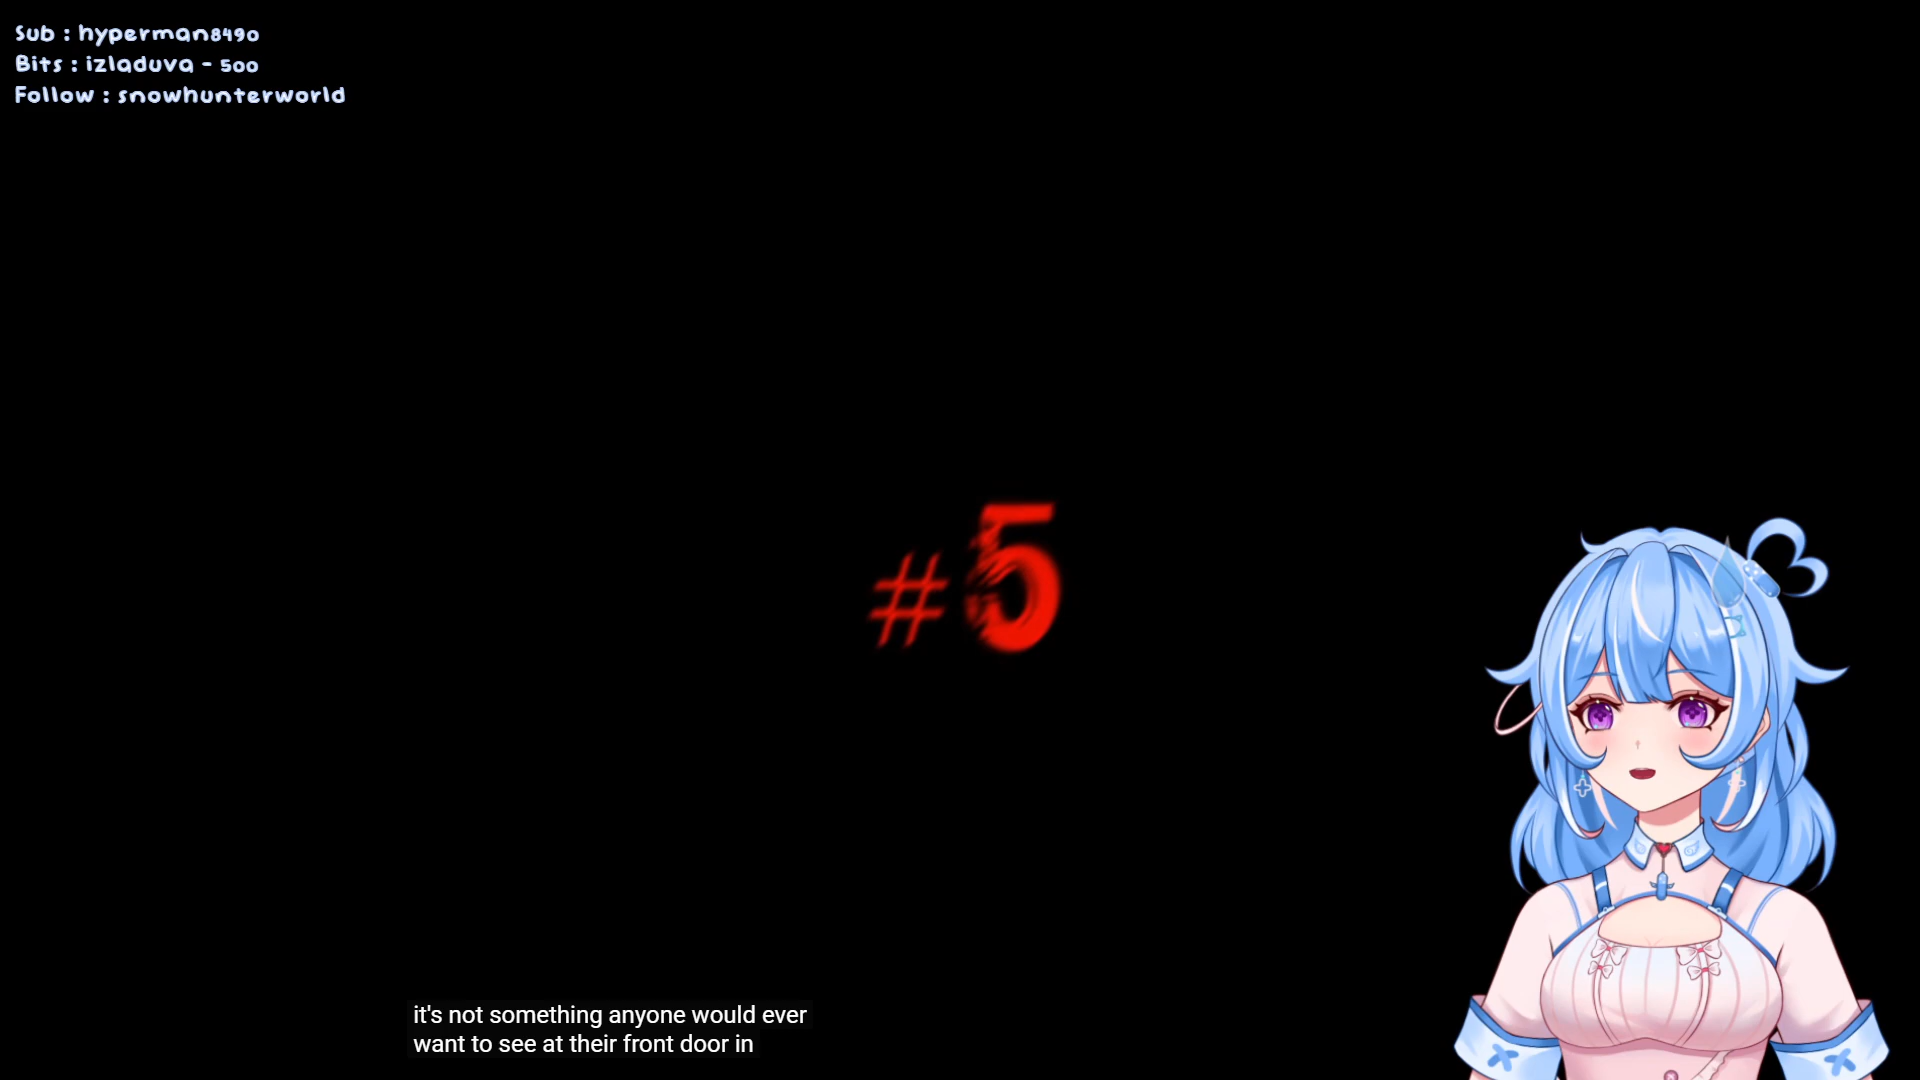 Sub : hyperman8490
Bits : izladuva - 500
Follow : snowhunterworld
#5
it's not something anyone would ever
want to see at their front door in